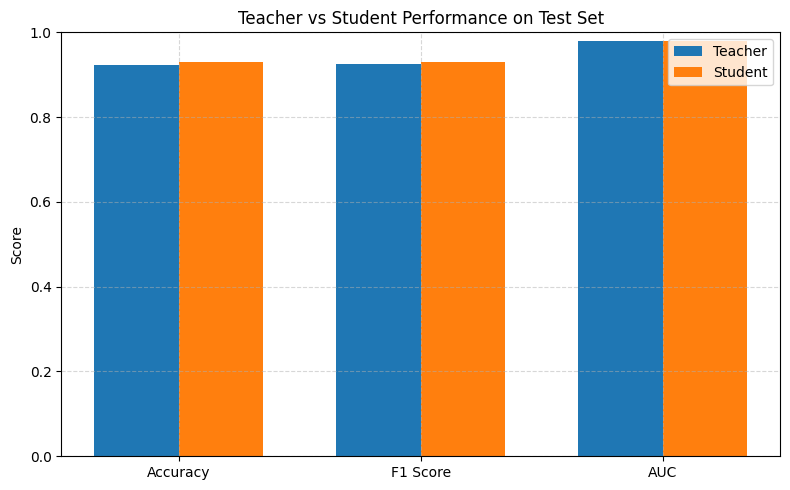 Teacher vs Student Performance on Test Set
Teacher
Student
1.0
0.8
0.6
0.4
0.2
0.0
Score
Accuracy
F1 Score
AUC